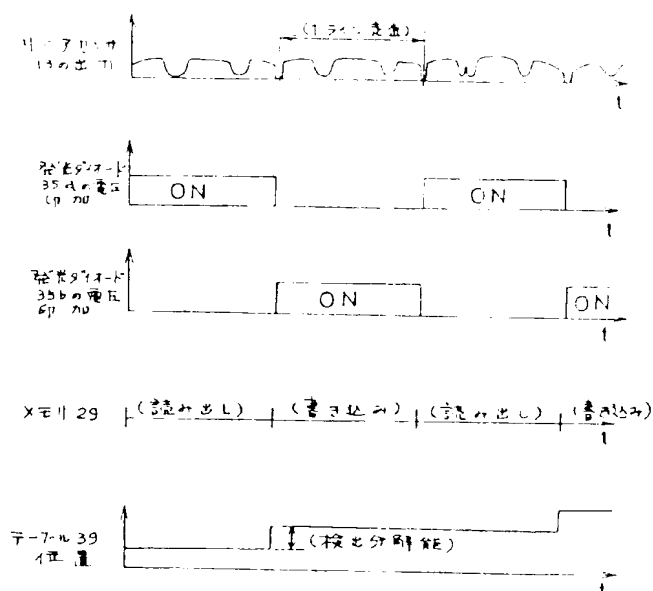 リニアセンサ
13の出力
(1ライン走査)
t
発光ダイオード
35aの電圧
印加
ON
ON
t
発光ダイオード
35bの電圧
印加
ON
ON
t
メモリ29
(読み出し)
(書き込み)
(読み出し)
(書き込み)
t
テーブル39
位置
(検出分解能)
t